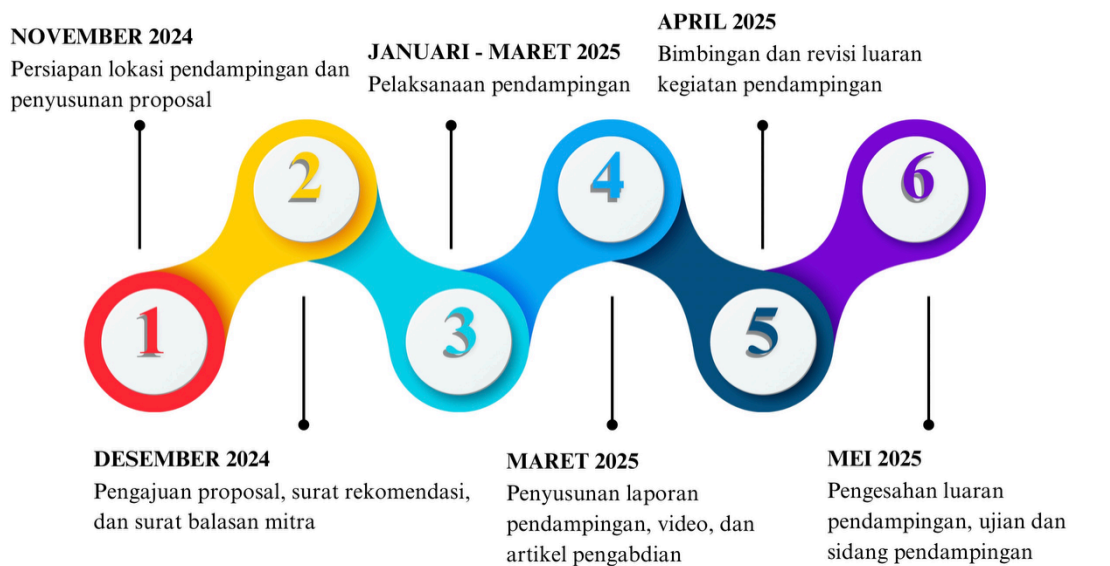 NOVEMBER 2024
Persiapan lokasi pendampingan dan
penyusunan proposal
1
DESEMBER 2024
Pengajuan proposal, surat rekomendasi,
dan surat balasan mitra
2
JANUARI - MARET 2025
Pelaksanaan pendampingan
3
MARET 2025
Penyusunan laporan
pendampingan, video, dan
artikel pengabdian
4
APRIL 2025
Bimbingan dan revisi luaran
kegiatan pendampingan
5
MEI 2025
Pengesahan luaran
pendampingan, ujian dan
sidang pendampingan
6